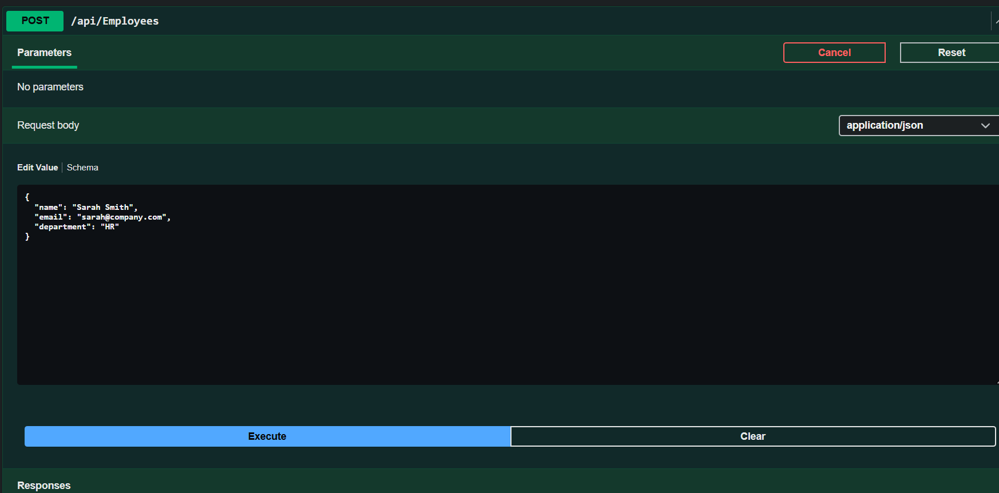 POST /api/Employees
Parameters Cancel Reset
No parameters
Request body application/json
Edit Value Schema
{
  "name": "Sarah Smith",
  "email": "sarah@company.com",
  "department": "HR"
}
Execute Clear
Responses